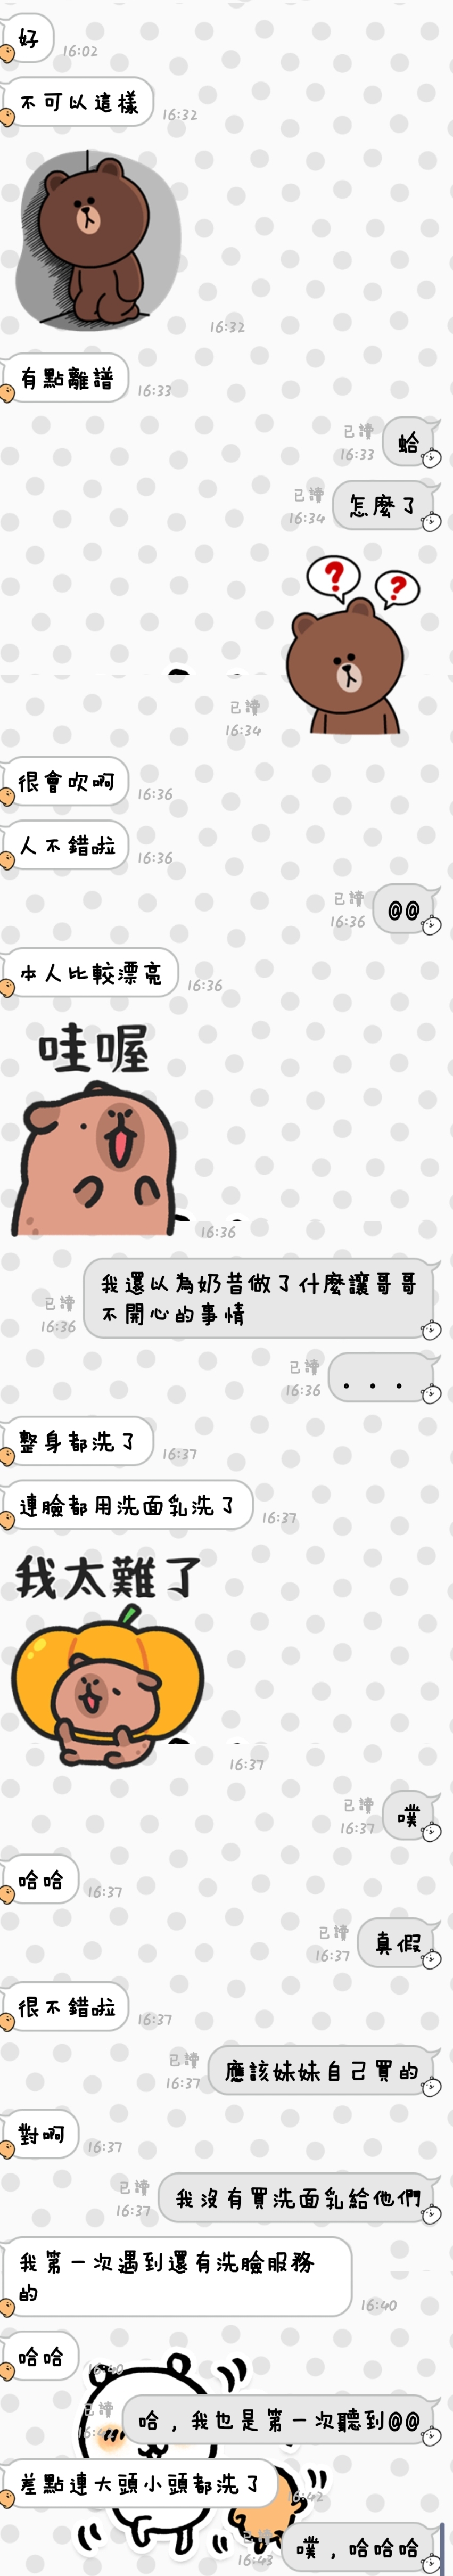 好
16:02
不可以這樣
16:32
16:32
有點離譜
16:33
已讀
16:33
蛤
已讀
16:34
怎麼了
?
?
已讀
16:34
很會吹啊
16:36
人不錯啦
16:36
已讀
16:36
@@
本人比較漂亮
16:36
哇喔
16:36
已讀
16:36
我還以為奶昔做了什麼讓哥哥
不開心的事情
已讀
16:36
...
整身都洗了
16:37
連臉都用洗面乳洗了
16:37
我太難了
16:37
已讀
16:37
噗
哈哈
16:37
已讀
16:37
真假
很不錯啦
16:37
已讀
16:37
應該妹妹自己買的
對啊
16:37
已讀
16:37
我沒有買洗面乳給他們
我第一次遇到還有洗臉服務
的
16:40
哈哈
16:40
已讀
哈，我也是第一次聽到@@
差點連大頭小頭都洗了
16:42
已讀
16:43
噗，哈哈哈